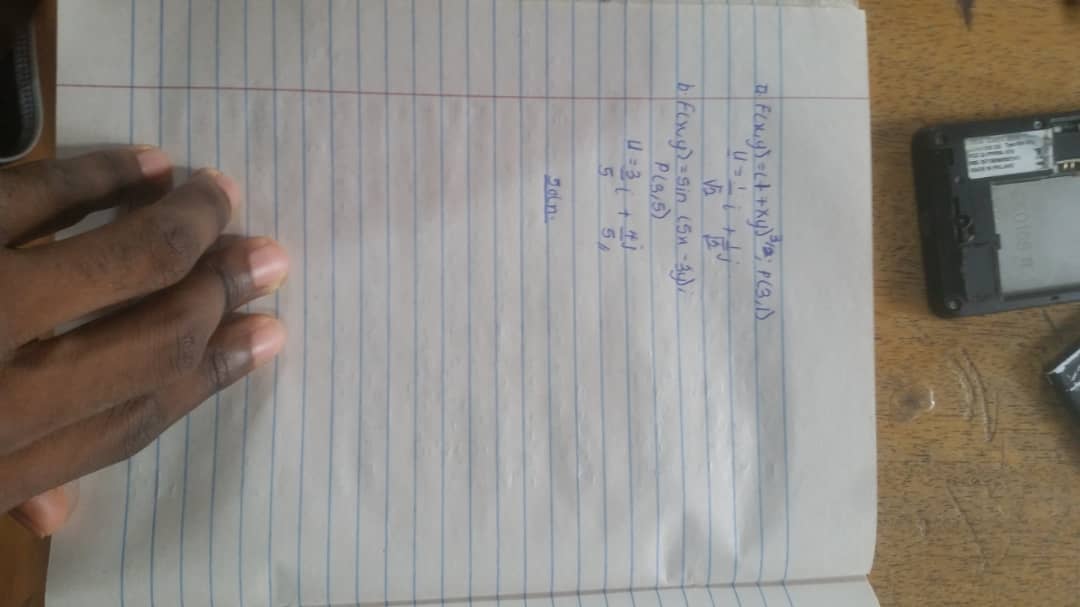 a. F(x,y) = (1 + xy)^3/2; P(3,1)
U = 1/√2 i + 1/√2 j
b. F(x,y) = Sin (5x - 3y);
P(3,5)
U = 3/5 i + 4/5 j
Soln.